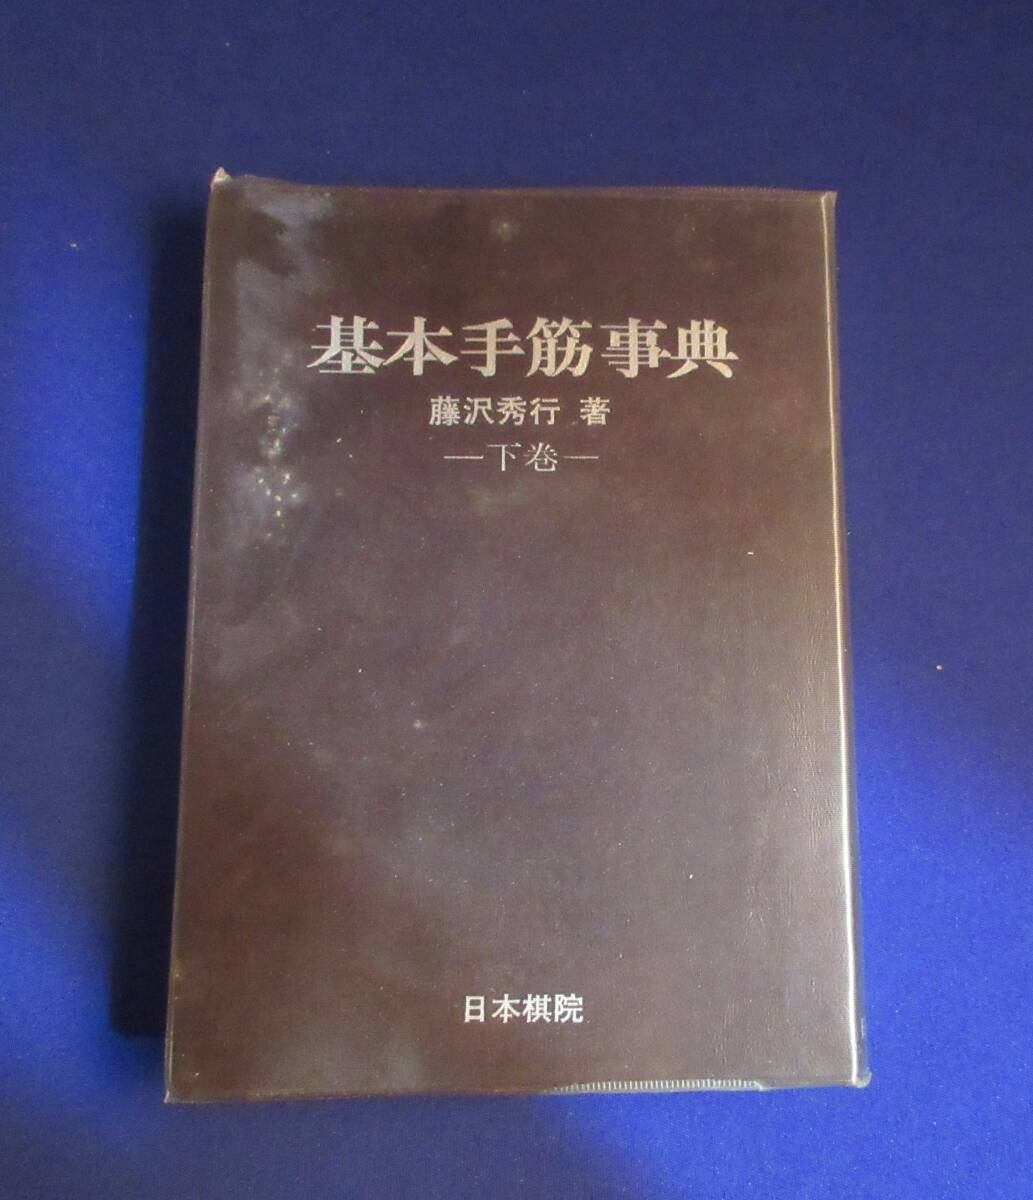 基本手筋事典
藤沢秀行 著
―下巻―
日本棋院